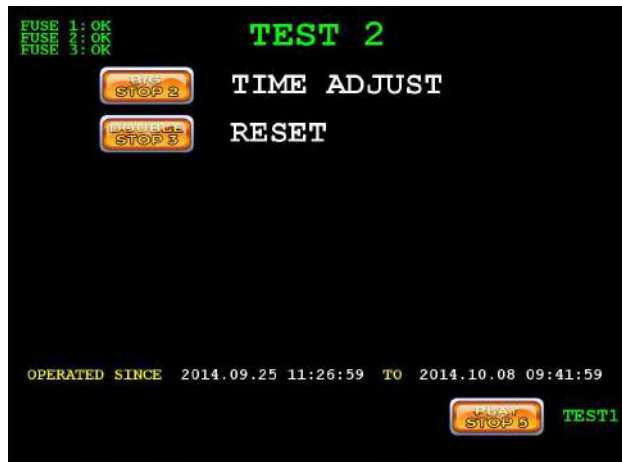 FUSE 1:OK
FUSE 2:OK
FUSE 3:OK
TEST 2
BIG
STOP 2
TIME ADJUST
DOUBLE
STOP 3
RESET
OPERATED SINCE 2014.09.25 11:26:59 TO 2014.10.08 09:41:59
PLAY
STOP 5
TEST1